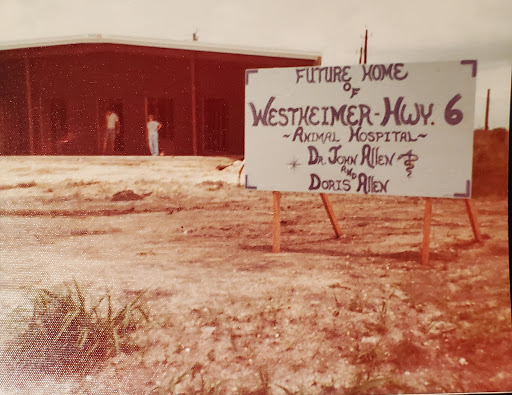 FUTURE HOME
OF
WESTHEIMER-HWY. 6
~ANIMAL HOSPITAL~
DR. JOHN ALLEN
AND
DORIS ALLEN